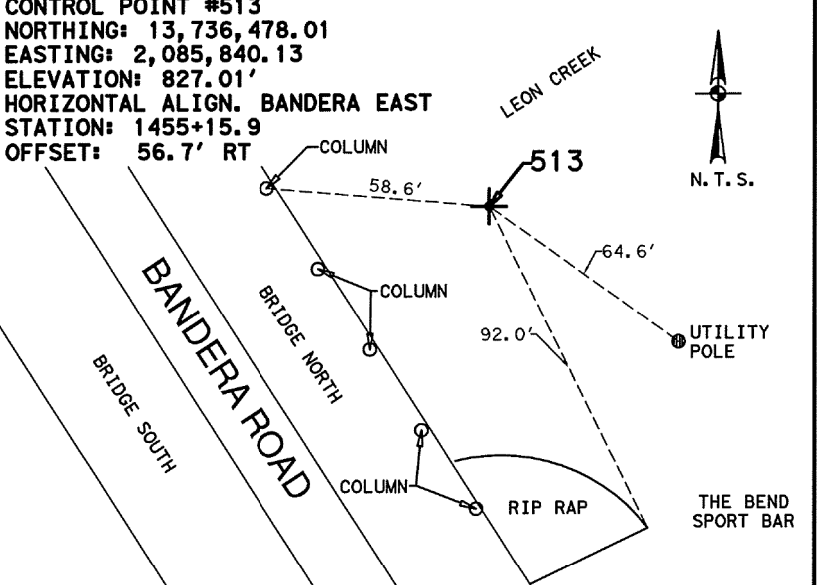 CONTROL POINT #513
NORTHING: 13,736,478.01
EASTING: 2,085,840.13
ELEVATION: 827.01'
HORIZONTAL ALIGN. BANDERA EAST
STATION: 1455+15.9
OFFSET: 56.7' RT
LEON CREEK
N.T.S.
COLUMN
513
58.6'
64.6'
COLUMN
92.0'
UTILITY
POLE
BANDERA ROAD
BRIDGE NORTH
BRIDGE SOUTH
COLUMN
RIP RAP
THE BEND
SPORT BAR